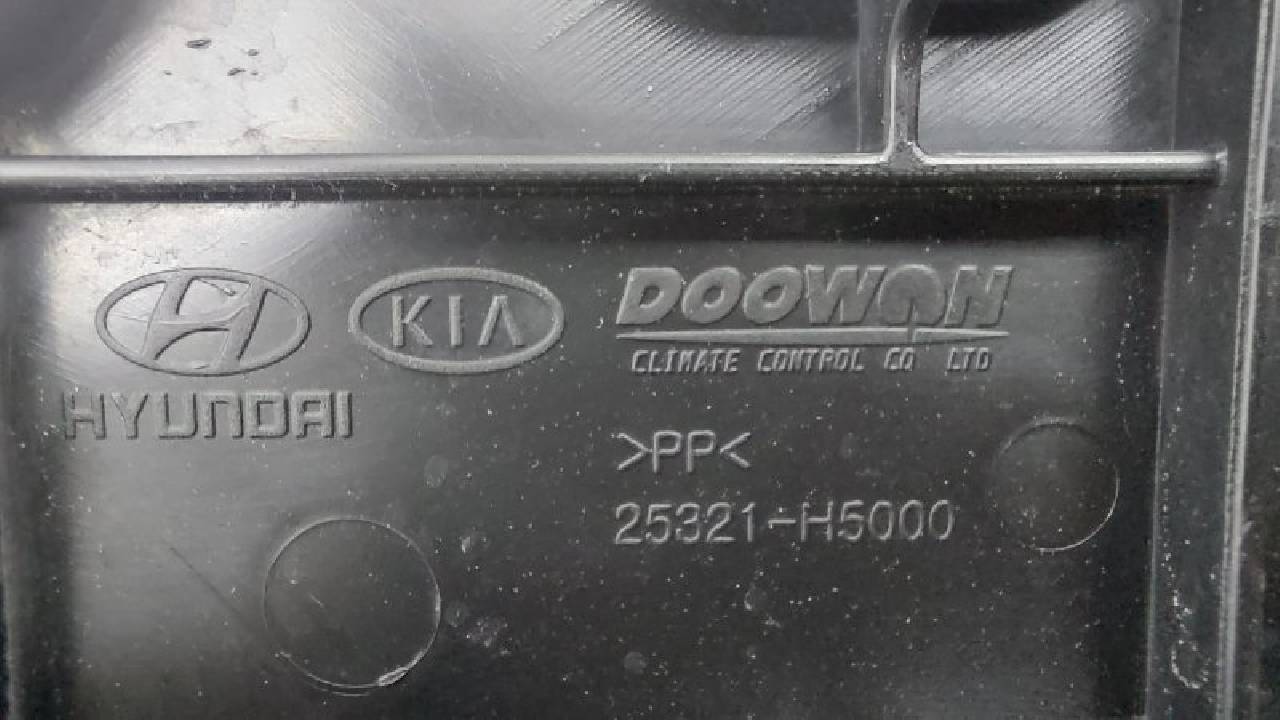 HYUNDAI
KIA
DOOWON
CLIMATE CONTROL CO LTD
>PP<
25321-H5000